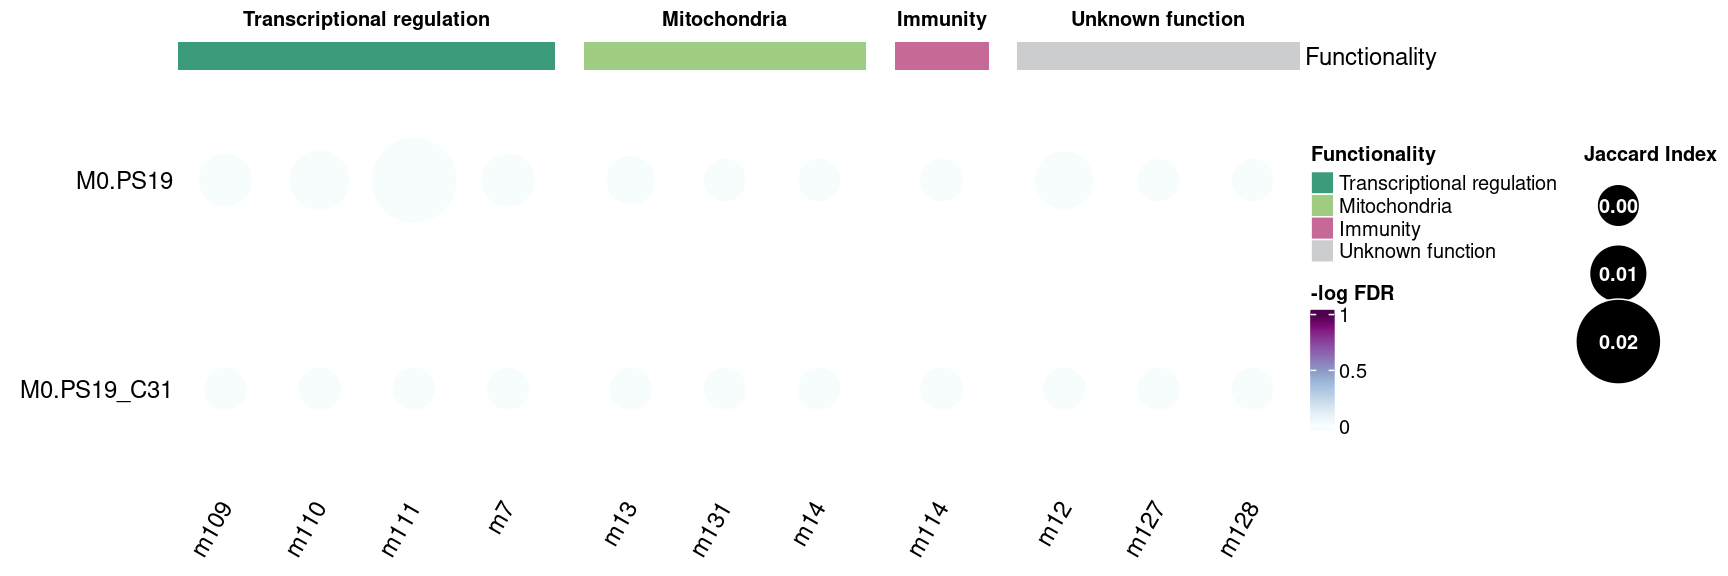 Transcriptional regulation
Mitochondria
Immunity
Unknown function
Functionality
M0.PS19
M0.PS19_C31
m109
m110
m111
m7
m13
m131
m14
m114
m12
m127
m128
Functionality
Transcriptional regulation
Mitochondria
Immunity
Unknown function
-log FDR
1
0.5
0
Jaccard Index
0.00
0.01
0.02